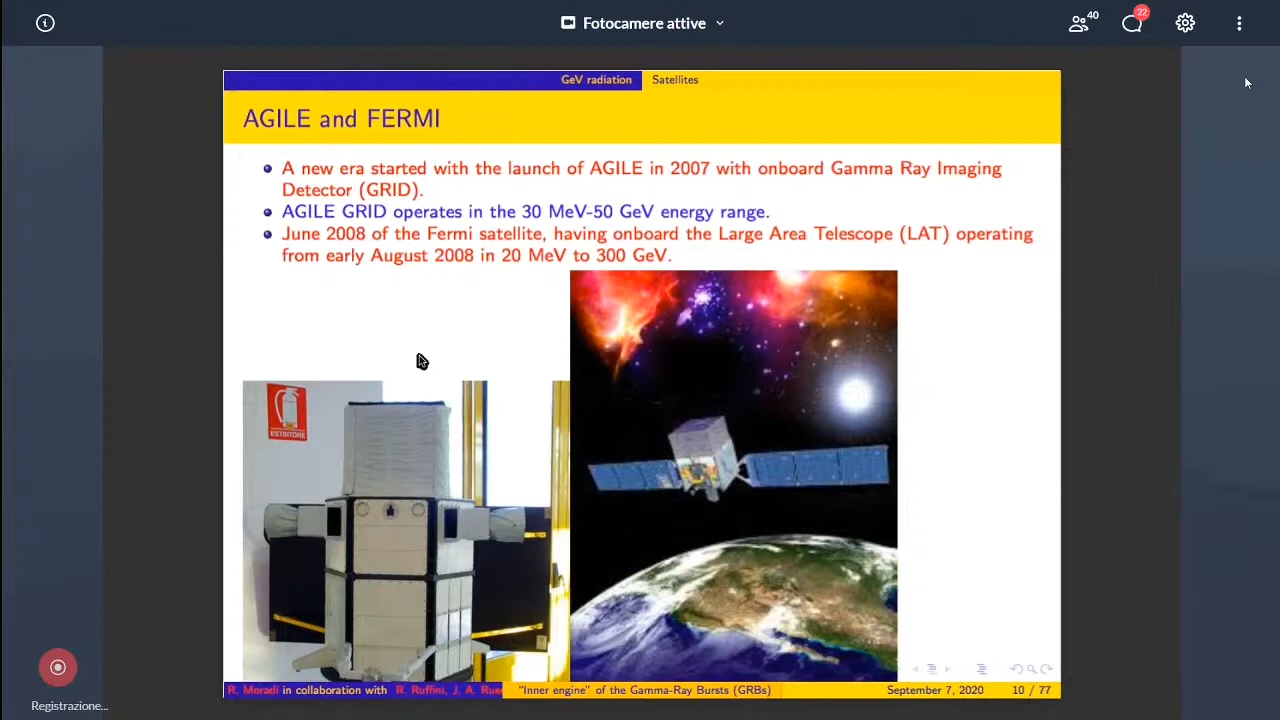 Fotocamere attive
40
22
GeV radiation
Satellites
AGILE and FERMI
A new era started with the launch of AGILE in 2007 with onboard Gamma Ray Imaging
Detector (GRID).
AGILE GRID operates in the 30 MeV-50 GeV energy range.
June 2008 of the Fermi satellite, having onboard the Large Area Telescope (LAT) operating
from early August 2008 in 20 MeV to 300 GeV.
ESTINTORE
R. Moradi in collaboration with R. Ruffini, J. A. Rue
"Inner engine" of the Gamma-Ray Bursts (GRBs)
September 7, 2020
10 / 77
Registrazione...